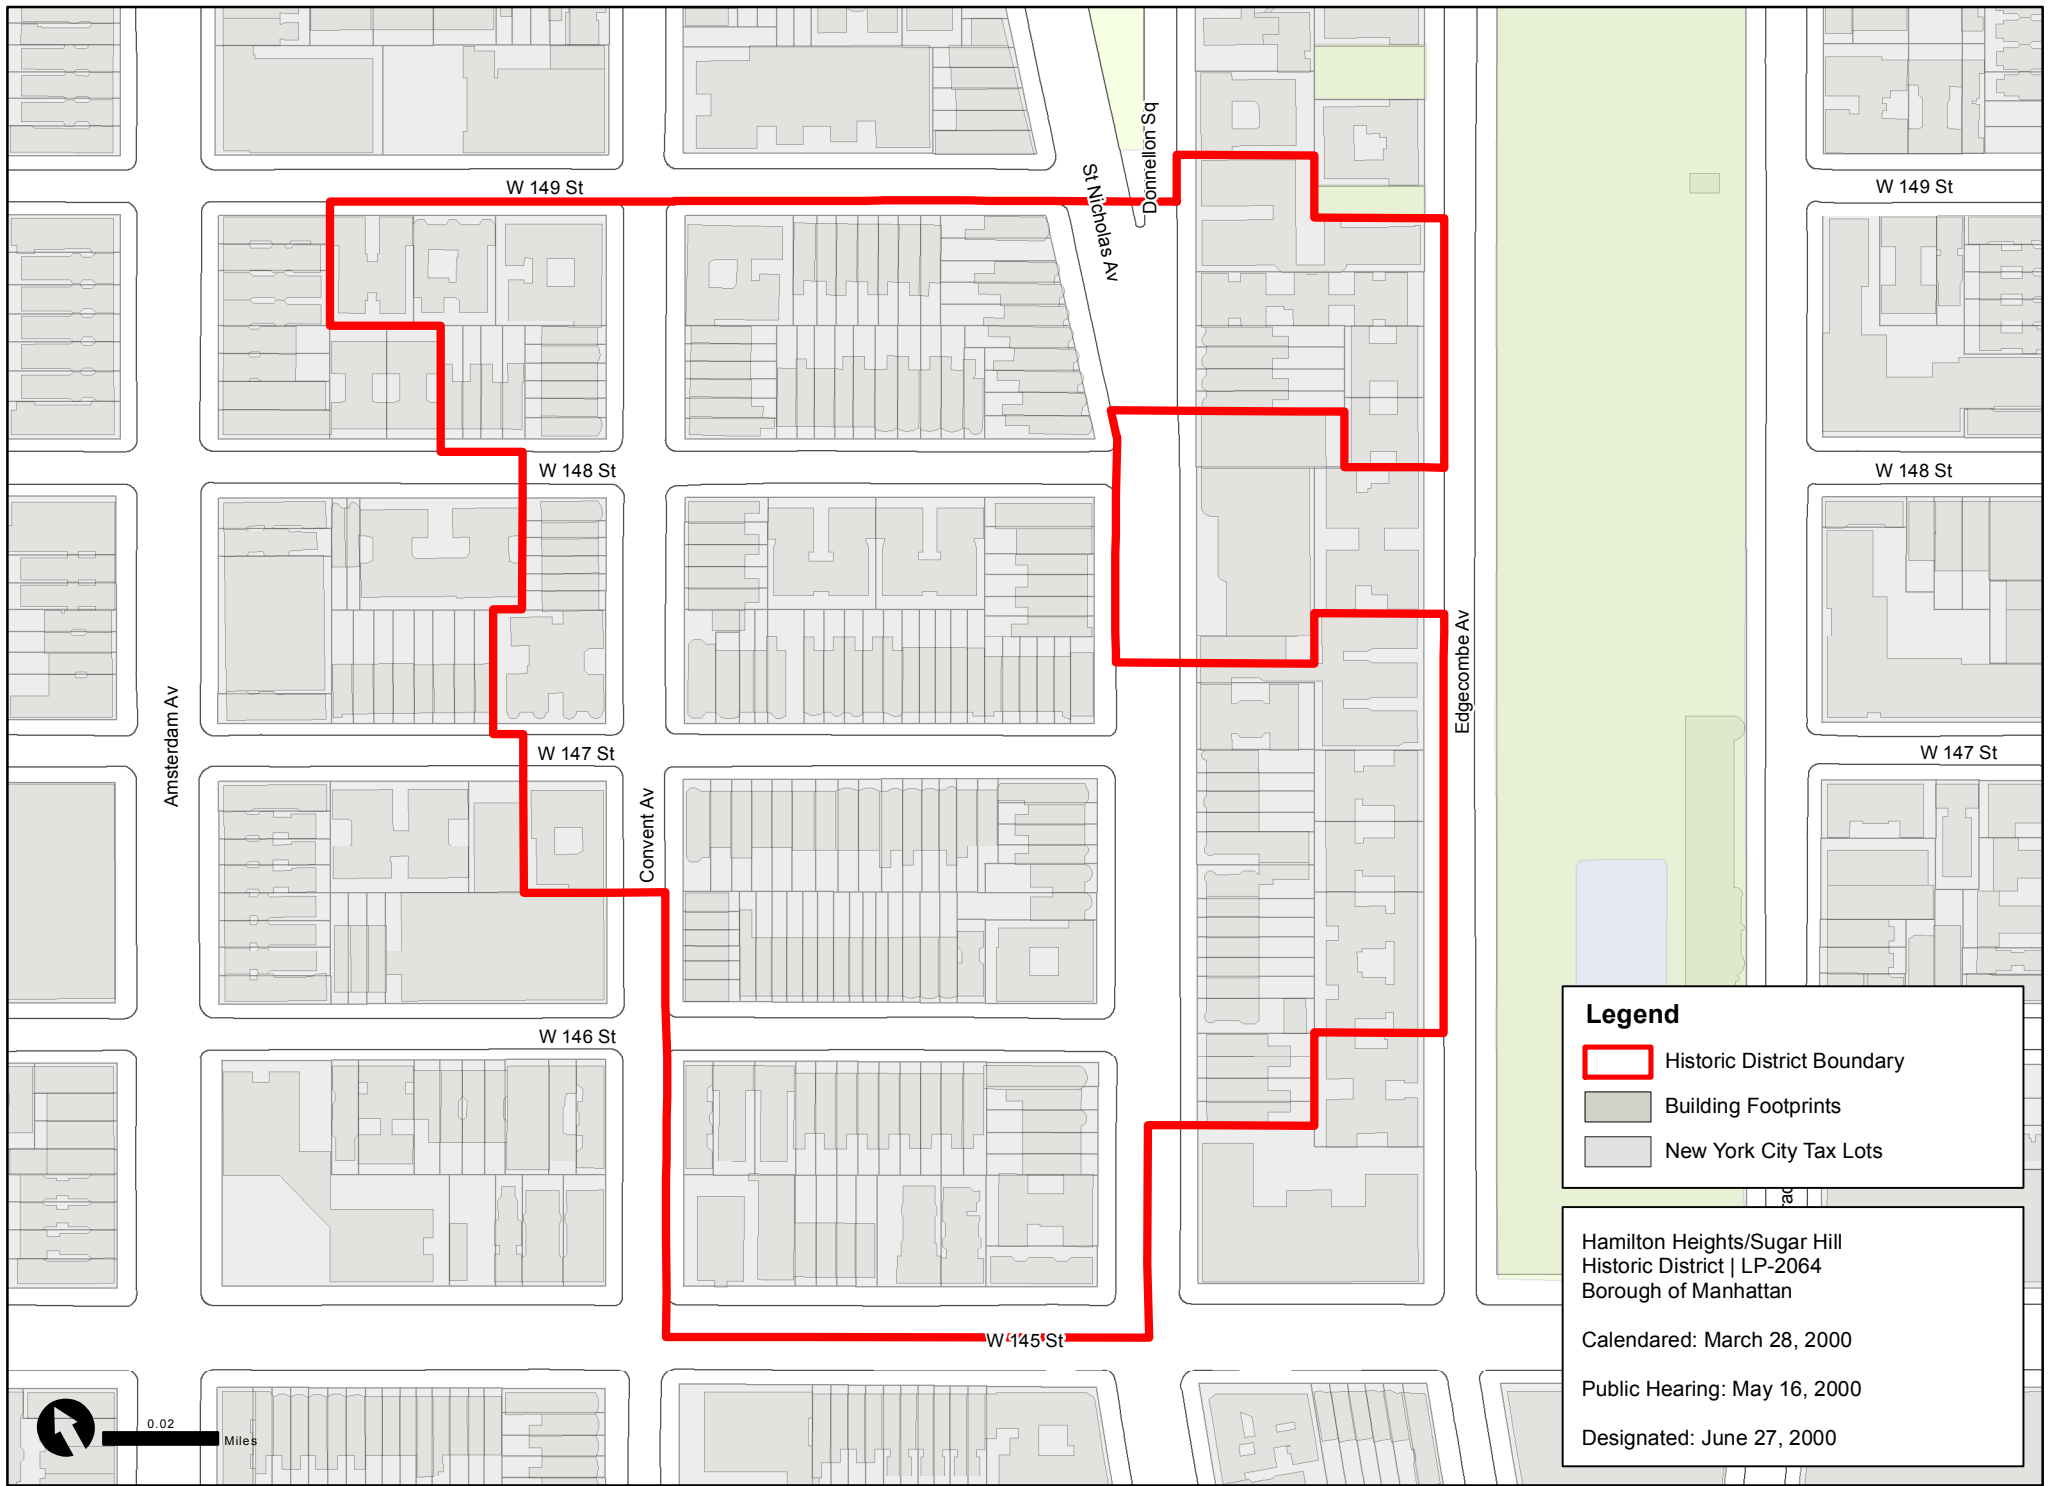 Donnellon Sq
W 149 St
W 149 St
St Nicholas Av
W 148 St
W 148 St
Edgecombe Av
Amsterdam Av
W 147 St
W 147 St
Convent Av
W 146 St
W 145 St
Legend
Historic District Boundary
Building Footprints
New York City Tax Lots
Hamilton Heights/Sugar Hill
Historic District | LP-2064
Borough of Manhattan
Calendared: March 28, 2000
Public Hearing: May 16, 2000
Designated: June 27, 2000
0.02
Miles